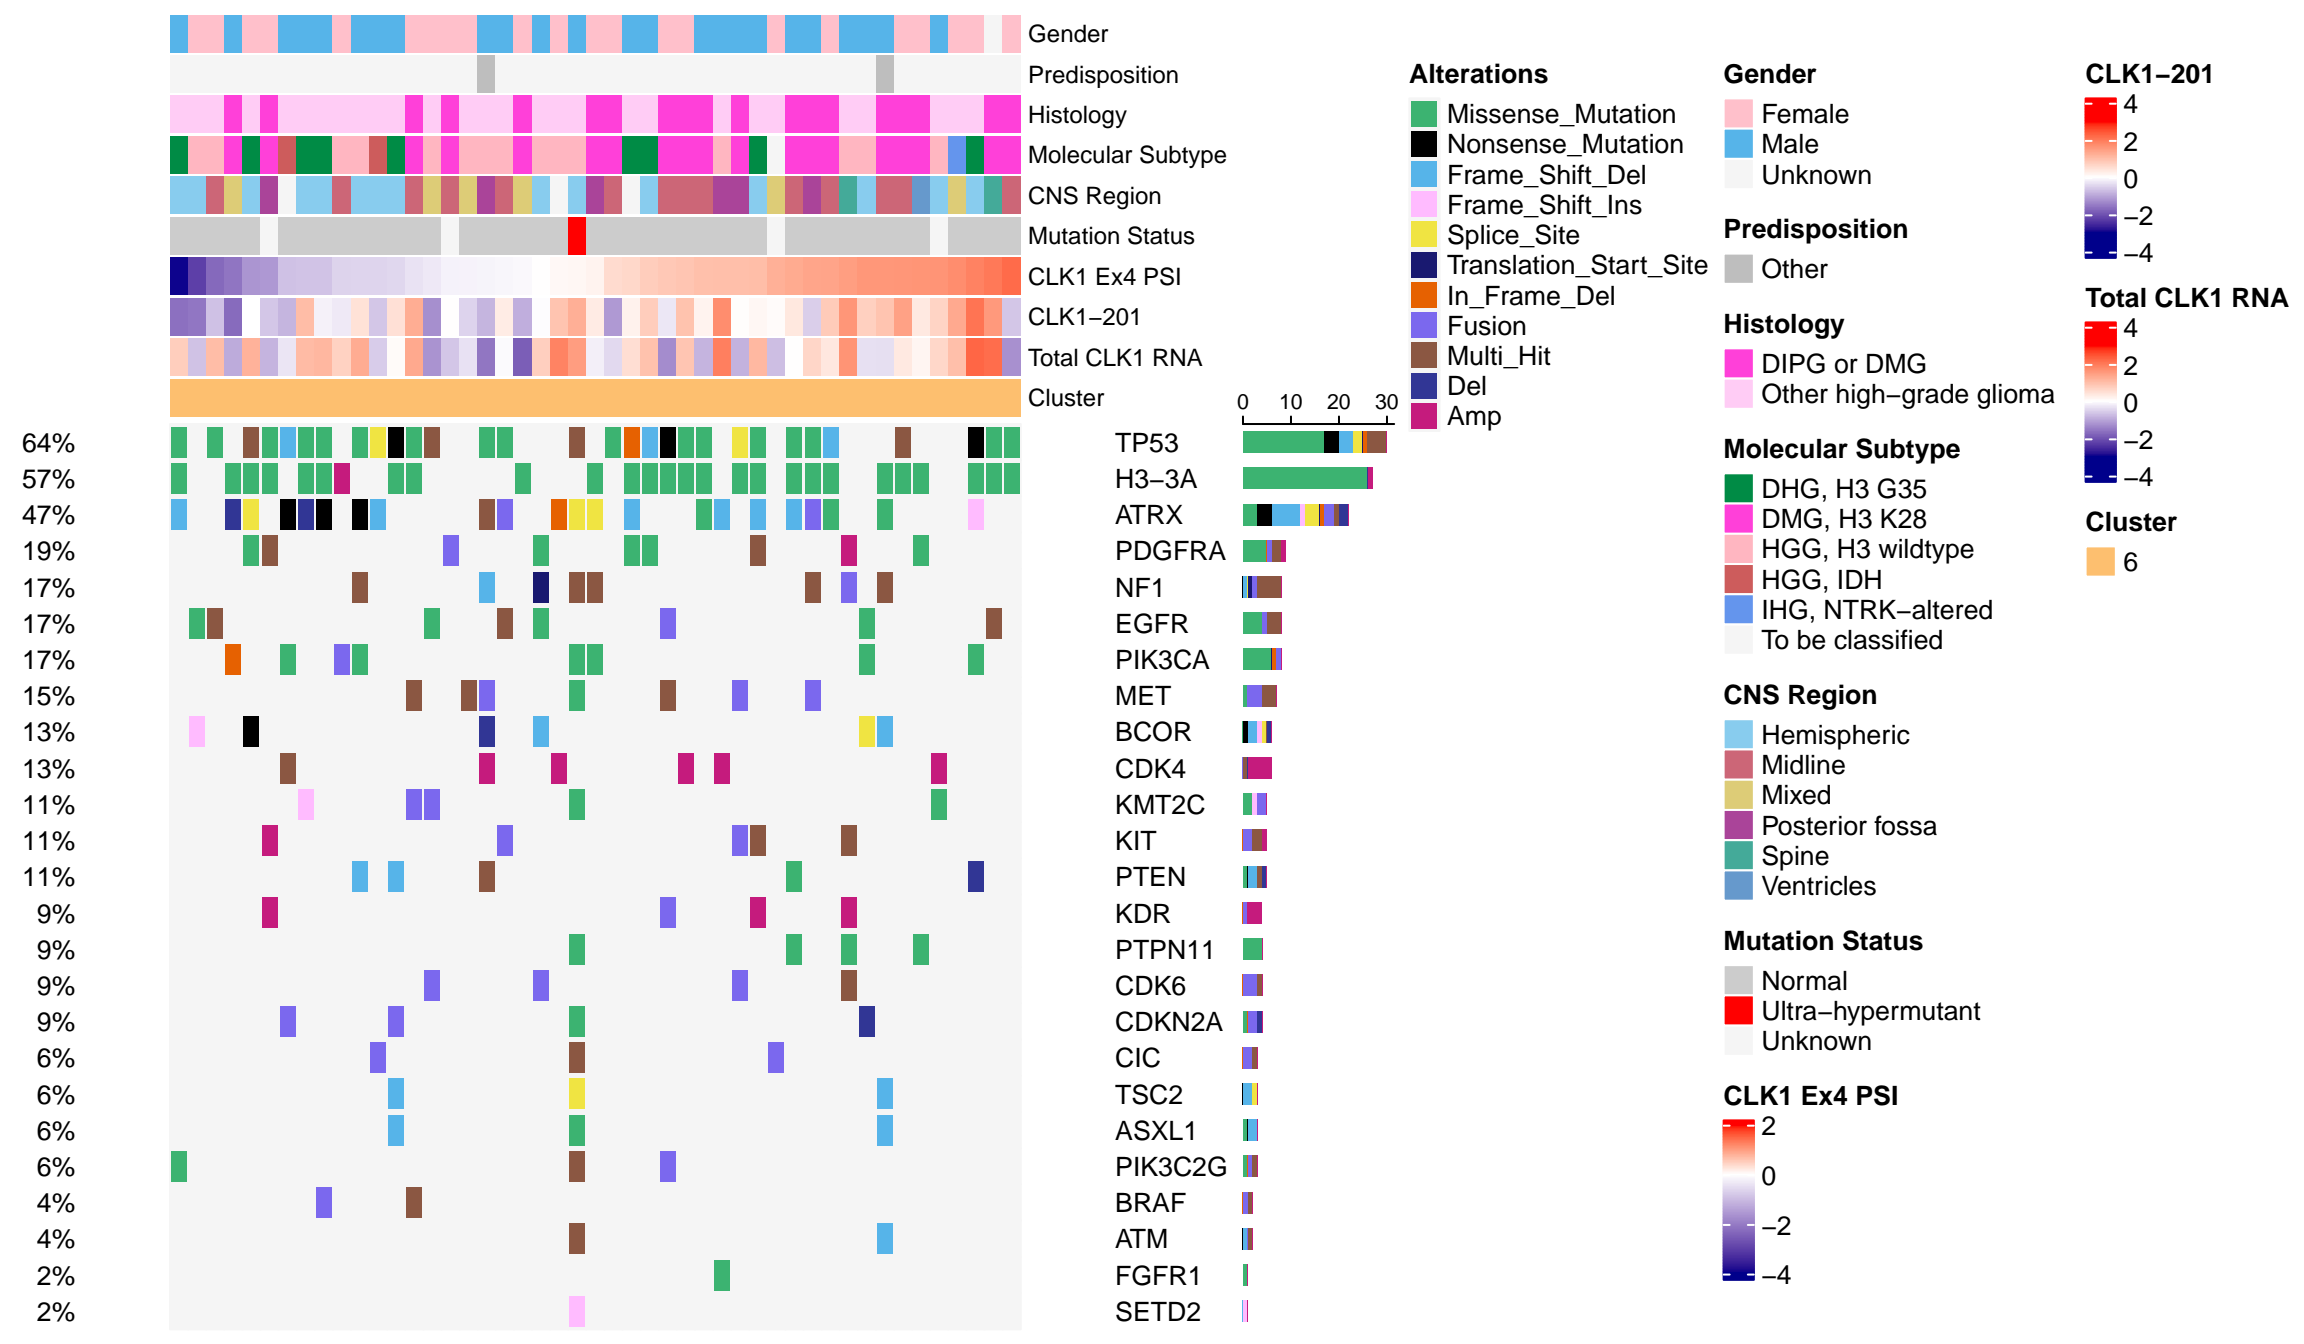 Gender
Predisposition
Histology
Molecular Subtype
CNS Region
Mutation Status
CLK1 Ex4 PSI
CLK1−201
Total CLK1 RNA
Cluster
0 10 20 30
64% TP53
57% H3−3A
47% ATRX
19% PDGFRA
17% NF1
17% EGFR
17% PIK3CA
15% MET
13% BCOR
13% CDK4
11% KMT2C
11% KIT
11% PTEN
9% KDR
9% PTPN11
9% CDK6
9% CDKN2A
6% CIC
6% TSC2
6% ASXL1
6% PIK3C2G
4% BRAF
4% ATM
2% FGFR1
2% SETD2
Alterations
Missense_Mutation
Nonsense_Mutation
Frame_Shift_Del
Frame_Shift_Ins
Splice_Site
Translation_Start_Site
In_Frame_Del
Fusion
Multi_Hit
Del
Amp
Gender
Female
Male
Unknown
Predisposition
Other
Histology
DIPG or DMG
Other high−grade glioma
Molecular Subtype
DHG, H3 G35
DMG, H3 K28
HGG, H3 wildtype
HGG, IDH
IHG, NTRK−altered
To be classified
CNS Region
Hemispheric
Midline
Mixed
Posterior fossa
Spine
Ventricles
Mutation Status
Normal
Ultra−hypermutant
Unknown
CLK1 Ex4 PSI
2
0
−2
−4
CLK1−201
4
2
0
−2
−4
Total CLK1 RNA
4
2
0
−2
−4
Cluster
6